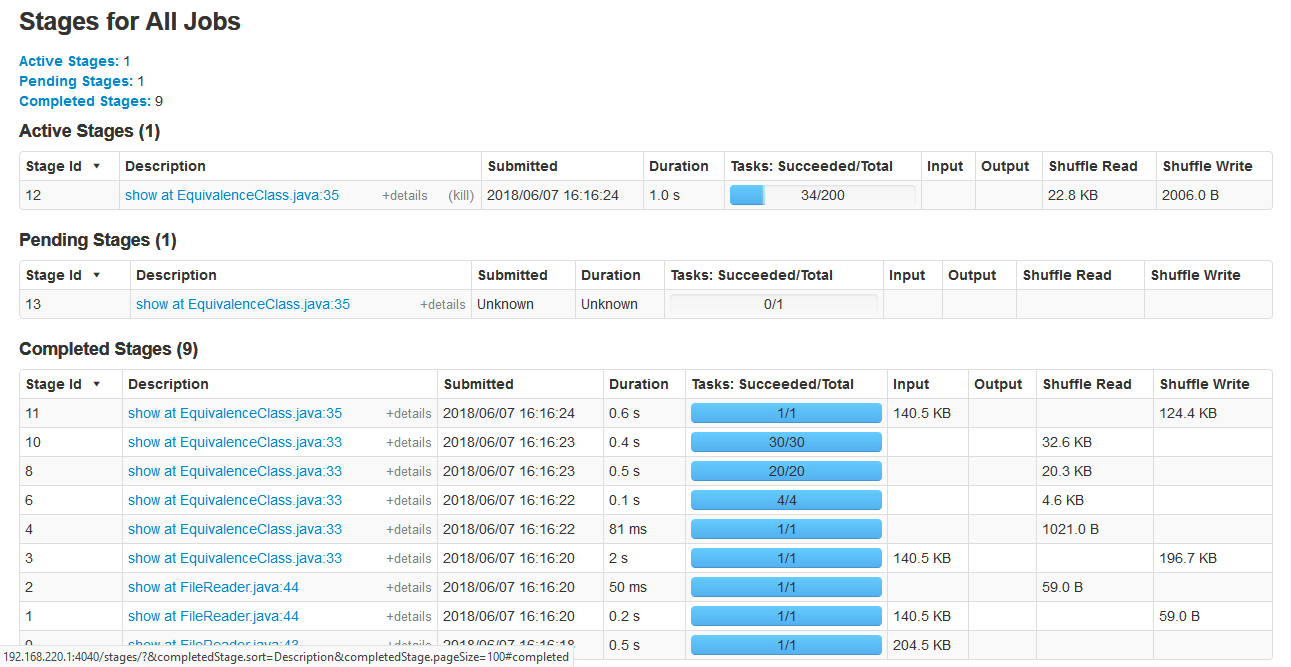 Stages for All Jobs
Active Stages: 1
Pending Stages: 1
Completed Stages: 9
Active Stages (1)
Stage Id ▼ Description Submitted Duration Tasks: Succeeded/Total Input Output Shuffle Read Shuffle Write
12 show at EquivalenceClass.java:35 +details (kill) 2018/06/07 16:16:24 1.0 s 34/200 22.8 KB 2006.0 B
Pending Stages (1)
Stage Id ▼ Description Submitted Duration Tasks: Succeeded/Total Input Output Shuffle Read Shuffle Write
13 show at EquivalenceClass.java:35 +details Unknown Unknown 0/1
Completed Stages (9)
Stage Id ▼ Description Submitted Duration Tasks: Succeeded/Total Input Output Shuffle Read Shuffle Write
11 show at EquivalenceClass.java:35 +details 2018/06/07 16:16:24 0.6 s 1/1 140.5 KB 124.4 KB
10 show at EquivalenceClass.java:33 +details 2018/06/07 16:16:23 0.4 s 30/30 32.6 KB
8 show at EquivalenceClass.java:33 +details 2018/06/07 16:16:23 0.5 s 20/20 20.3 KB
6 show at EquivalenceClass.java:33 +details 2018/06/07 16:16:22 0.1 s 4/4 4.6 KB
4 show at EquivalenceClass.java:33 +details 2018/06/07 16:16:22 81 ms 1/1 1021.0 B
3 show at EquivalenceClass.java:33 +details 2018/06/07 16:16:20 2 s 1/1 140.5 KB 196.7 KB
2 show at FileReader.java:44 +details 2018/06/07 16:16:20 50 ms 1/1 59.0 B
1 show at FileReader.java:44 +details 2018/06/07 16:16:20 0.2 s 1/1 140.5 KB 59.0 B
0 show at FileReader.java:43 +details 2018/06/07 16:16:18 0.5 s 1/1 204.5 KB
192.168.220.1:4040/stages/?&completedStage.sort=Description&completedStage.pageSize=100#completed